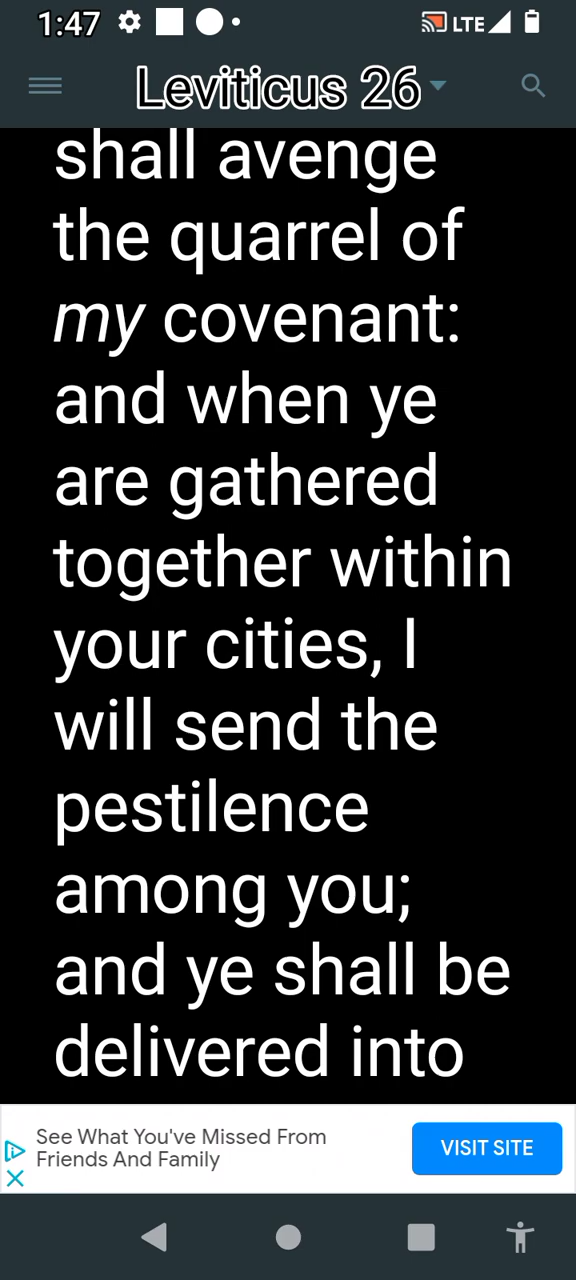 1:47
LTE
Leviticus 26
shall avenge
the quarrel of
my covenant:
and when ye
are gathered
together within
your cities, I
will send the
pestilence
among you;
and ye shall be
delivered into
See What You've Missed From
Friends And Family
VISIT SITE